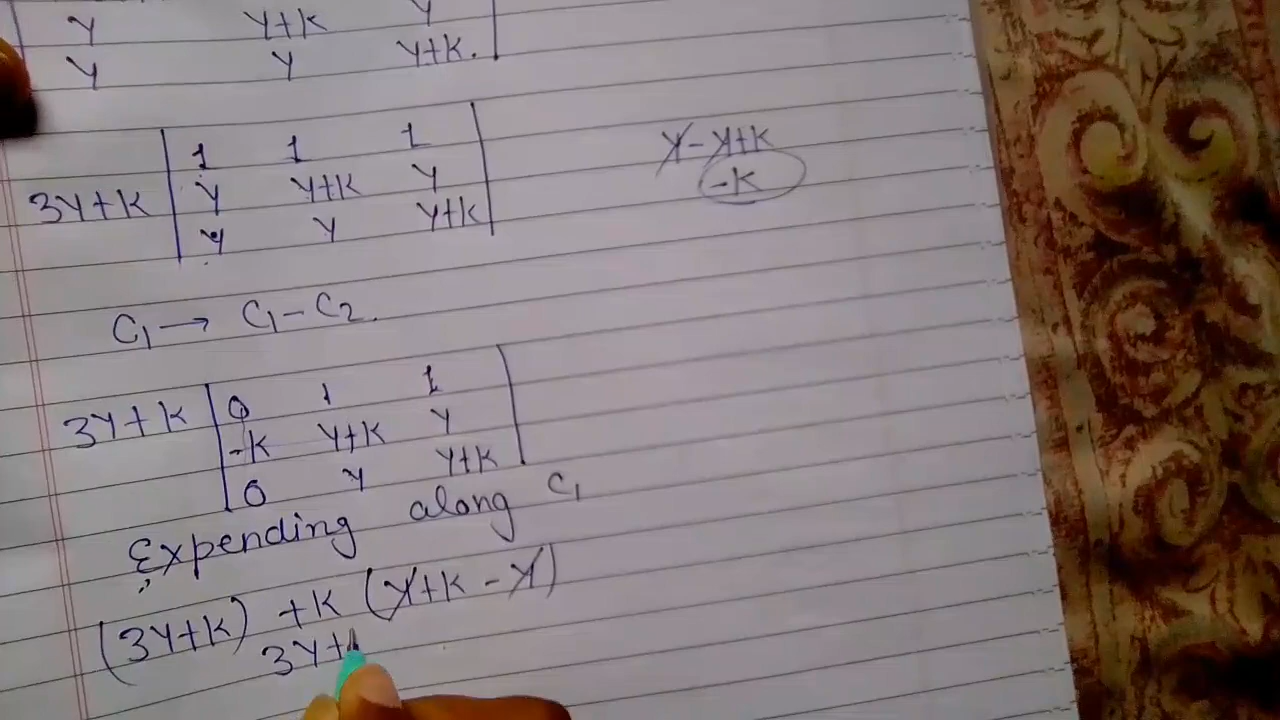 Y
Y Y+K
Y Y Y+K.
1 1 1
3Y+K Y Y+K Y
Y Y Y+K
Y-Y+K
-K
C1 → C1-C2.
0 1 1
3Y+K -K Y+K Y
0 Y Y+K
Expending along C1
(3Y+K) +K (Y+K-Y)
3Y+